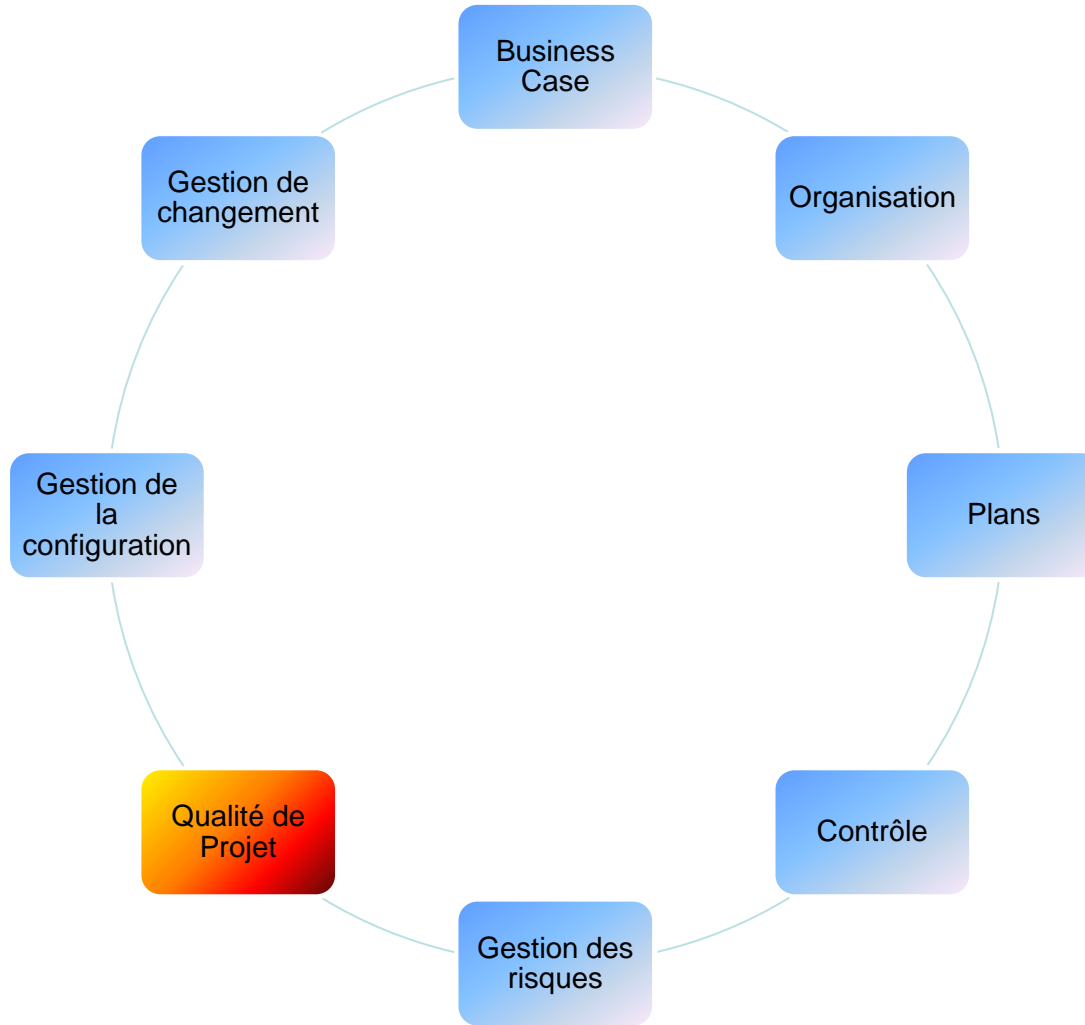 Business
Case
Organisation
Plans
Contrôle
Gestion des
risques
Qualité de
Projet
Gestion de
la
configuration
Gestion de
changement